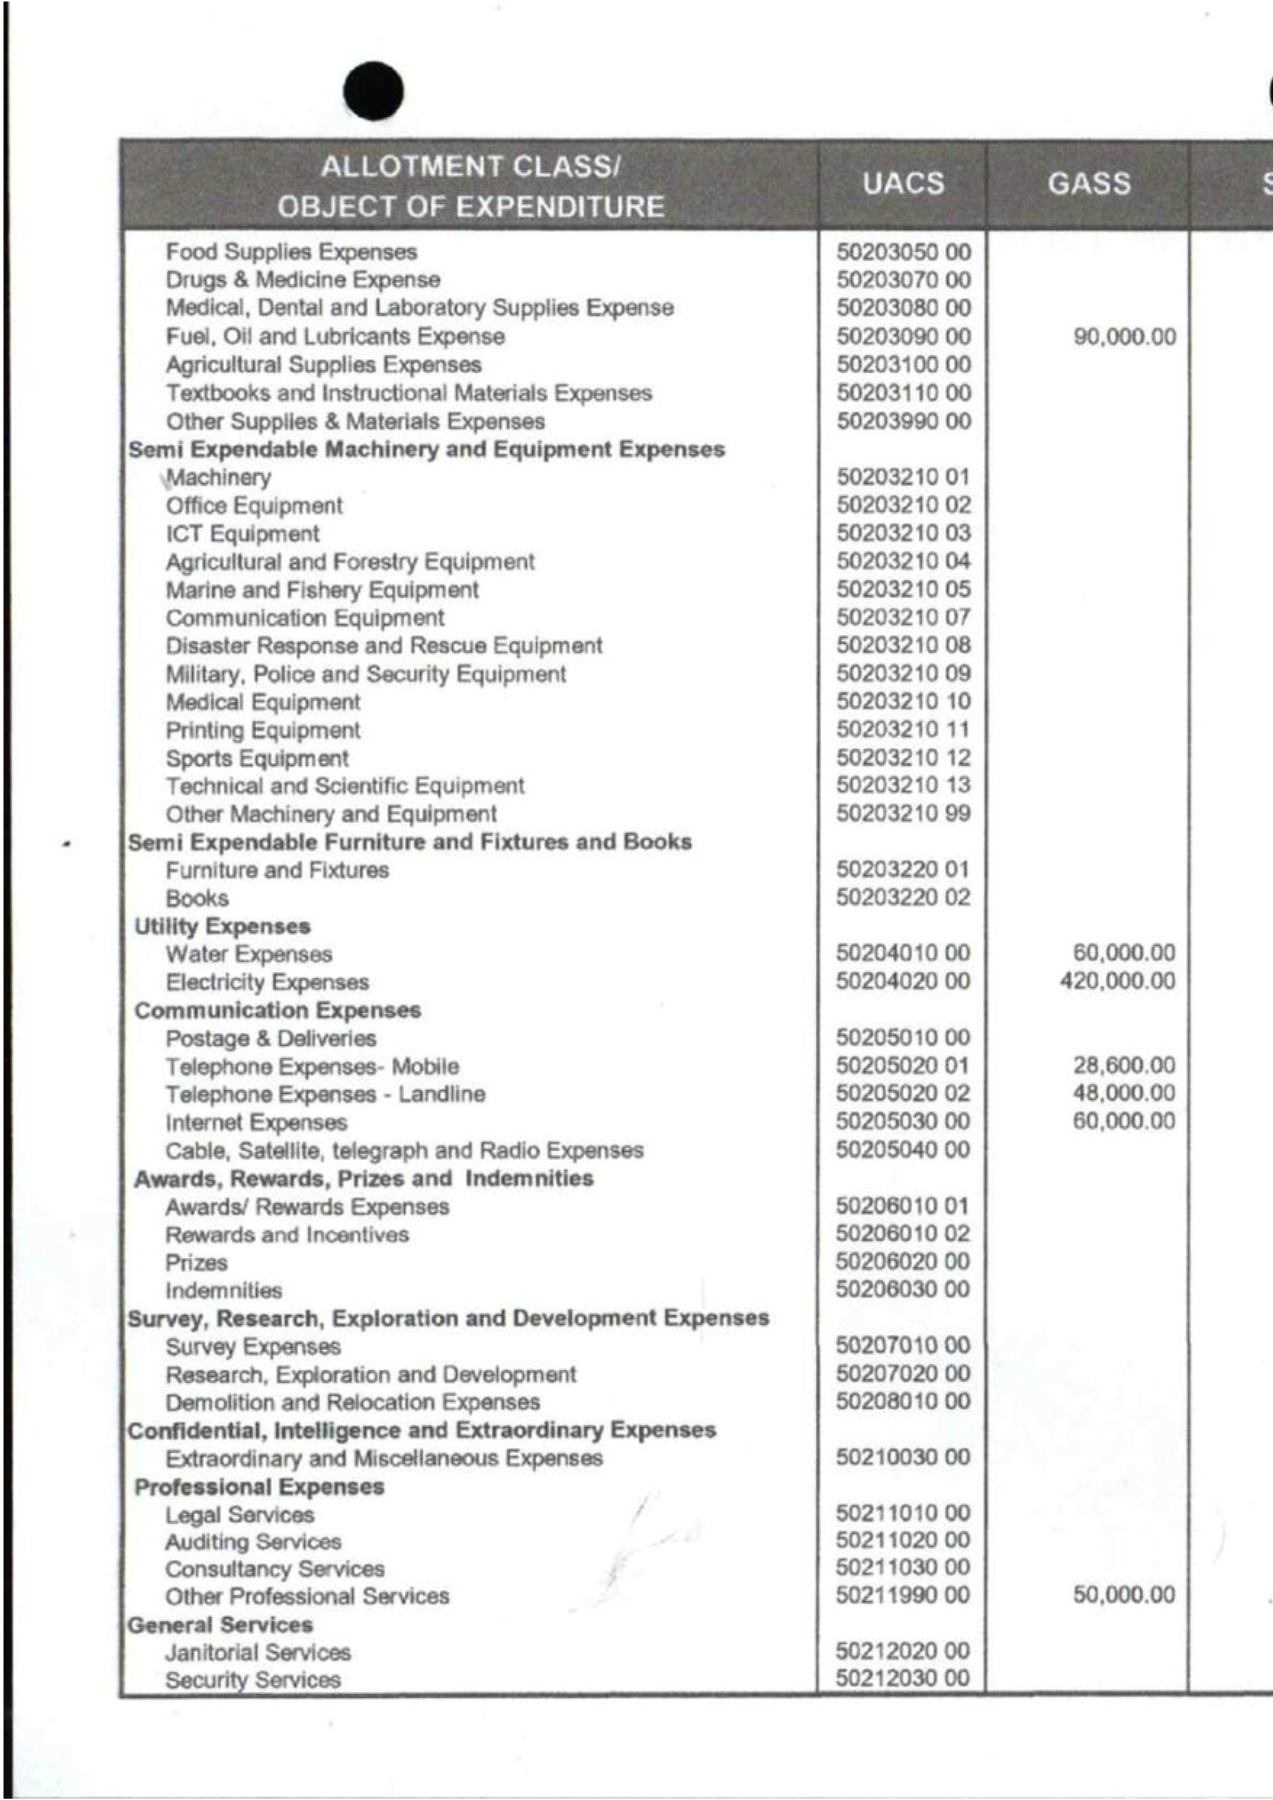 ALLOTMENT CLASS/
OBJECT OF EXPENDITURE UACS GASS S
Food Supplies Expenses 50203050 00
Drugs & Medicine Expense 50203070 00
Medical, Dental and Laboratory Supplies Expense 50203080 00
Fuel, Oil and Lubricants Expense 50203090 00 90,000.00
Agricultural Supplies Expenses 50203100 00
Textbooks and Instructional Materials Expenses 50203110 00
Other Supplies & Materials Expenses 50203990 00
Semi Expendable Machinery and Equipment Expenses
Machinery 50203210 01
Office Equipment 50203210 02
ICT Equipment 50203210 03
Agricultural and Forestry Equipment 50203210 04
Marine and Fishery Equipment 50203210 05
Communication Equipment 50203210 07
Disaster Response and Rescue Equipment 50203210 08
Military, Police and Security Equipment 50203210 09
Medical Equipment 50203210 10
Printing Equipment 50203210 11
Sports Equipment 50203210 12
Technical and Scientific Equipment 50203210 13
Other Machinery and Equipment 50203210 99
Semi Expendable Furniture and Fixtures and Books
Furniture and Fixtures 50203220 01
Books 50203220 02
Utility Expenses
Water Expenses 50204010 00 60,000.00
Electricity Expenses 50204020 00 420,000.00
Communication Expenses
Postage & Deliveries 50205010 00
Telephone Expenses- Mobile 50205020 01 28,600.00
Telephone Expenses - Landline 50205020 02 48,000.00
Internet Expenses 50205030 00 60,000.00
Cable, Satellite, telegraph and Radio Expenses 50205040 00
Awards, Rewards, Prizes and Indemnities
Awards/ Rewards Expenses 50206010 01
Rewards and Incentives 50206010 02
Prizes 50206020 00
Indemnities 50206030 00
Survey, Research, Exploration and Development Expenses
Survey Expenses 50207010 00
Research, Exploration and Development 50207020 00
Demolition and Relocation Expenses 50208010 00
Confidential, Intelligence and Extraordinary Expenses
Extraordinary and Miscellaneous Expenses 50210030 00
Professional Expenses
Legal Services 50211010 00
Auditing Services 50211020 00
Consultancy Services 50211030 00
Other Professional Services 50211990 00 50,000.00
General Services
Janitorial Services 50212020 00
Security Services 50212030 00